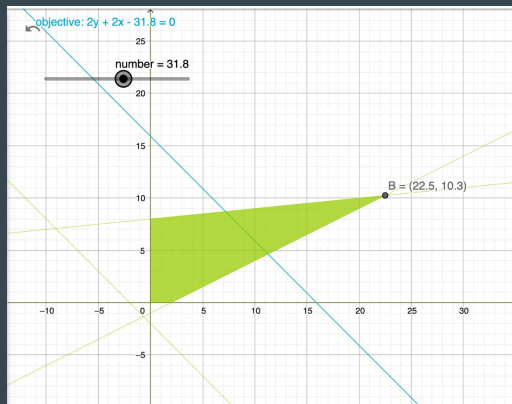 objective: 2y + 2x - 31.8 = 0
number = 31.8
B = (22.5, 10.3)
25
20
15
10
5
−10 −5 0 5 10 15 20 25 30
−5